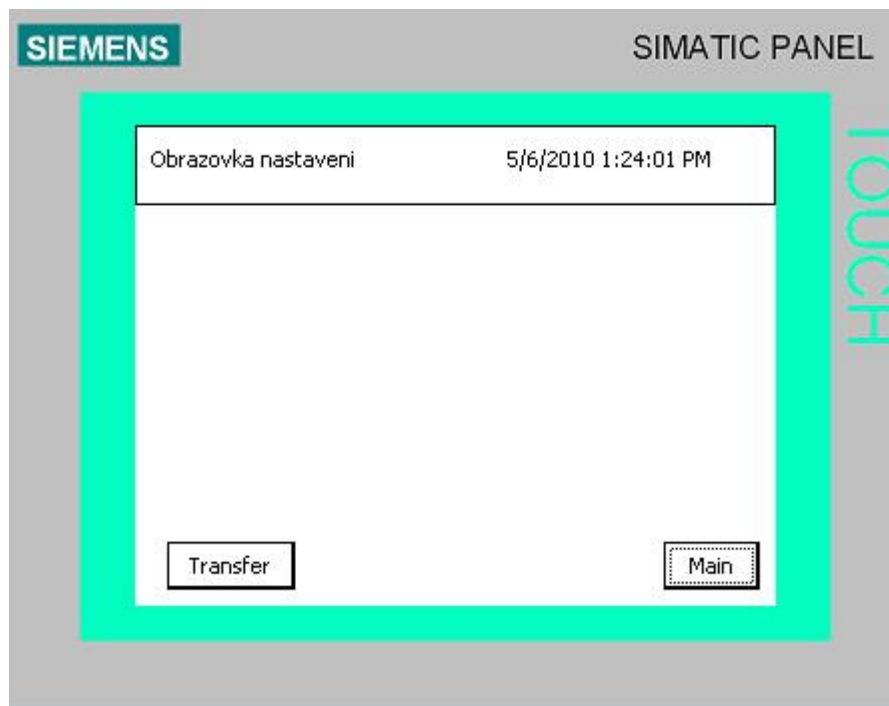 SIEMENS
SIMATIC PANEL
TOUCH
Obrazovka nastaveni
5/6/2010 1:24:01 PM
Transfer
Main